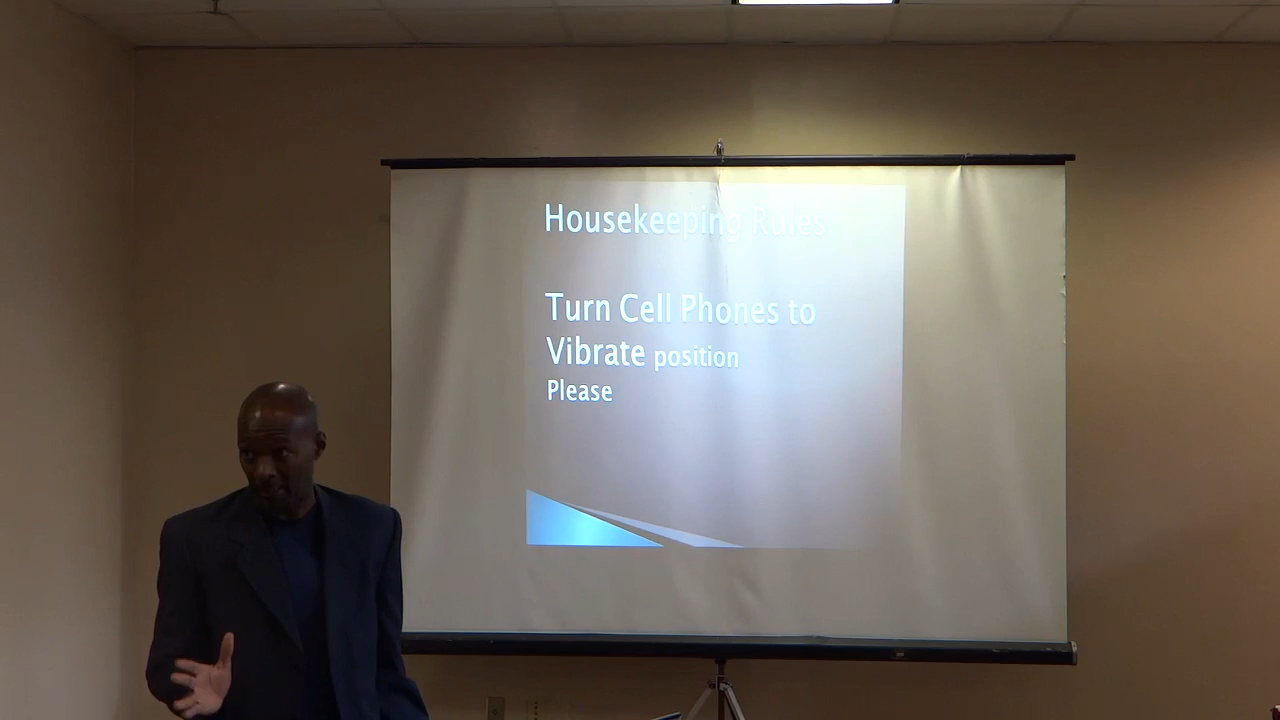 Housekeeping Rules
Turn Cell Phones to
Vibrate position
Please